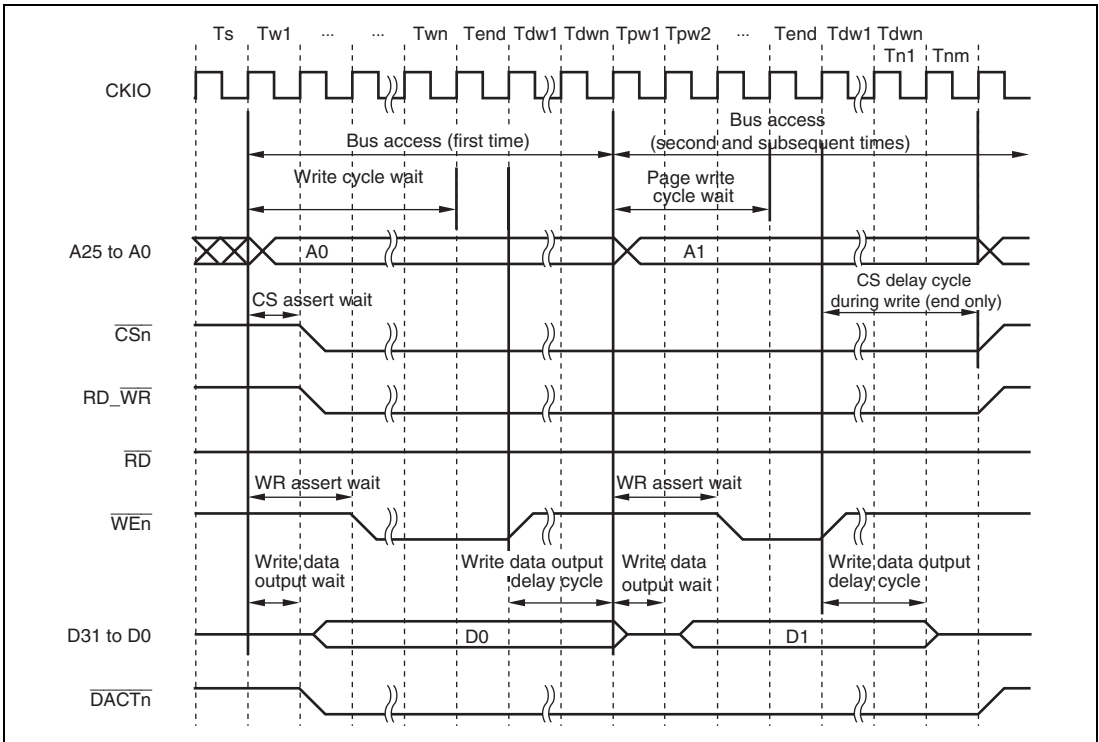 Ts Tw1 ... ... Twn Tend Tdw1 Tdwn Tpw1 Tpw2 ... Tend Tdw1 Tdwn
Tn1 Tnm
CKIO
Bus access (first time)
Bus access
(second and subsequent times)
Write cycle wait
Page write
cycle wait
A25 to A0
A0
A1
CS assert wait
CS delay cycle
during write (end only)
CSn
RD_WR
RD
WR assert wait
WR assert wait
WEn
Write data
output wait
Write data output
delay cycle
Write data
output wait
Write data output
delay cycle
D31 to D0
D0
D1
DACTn